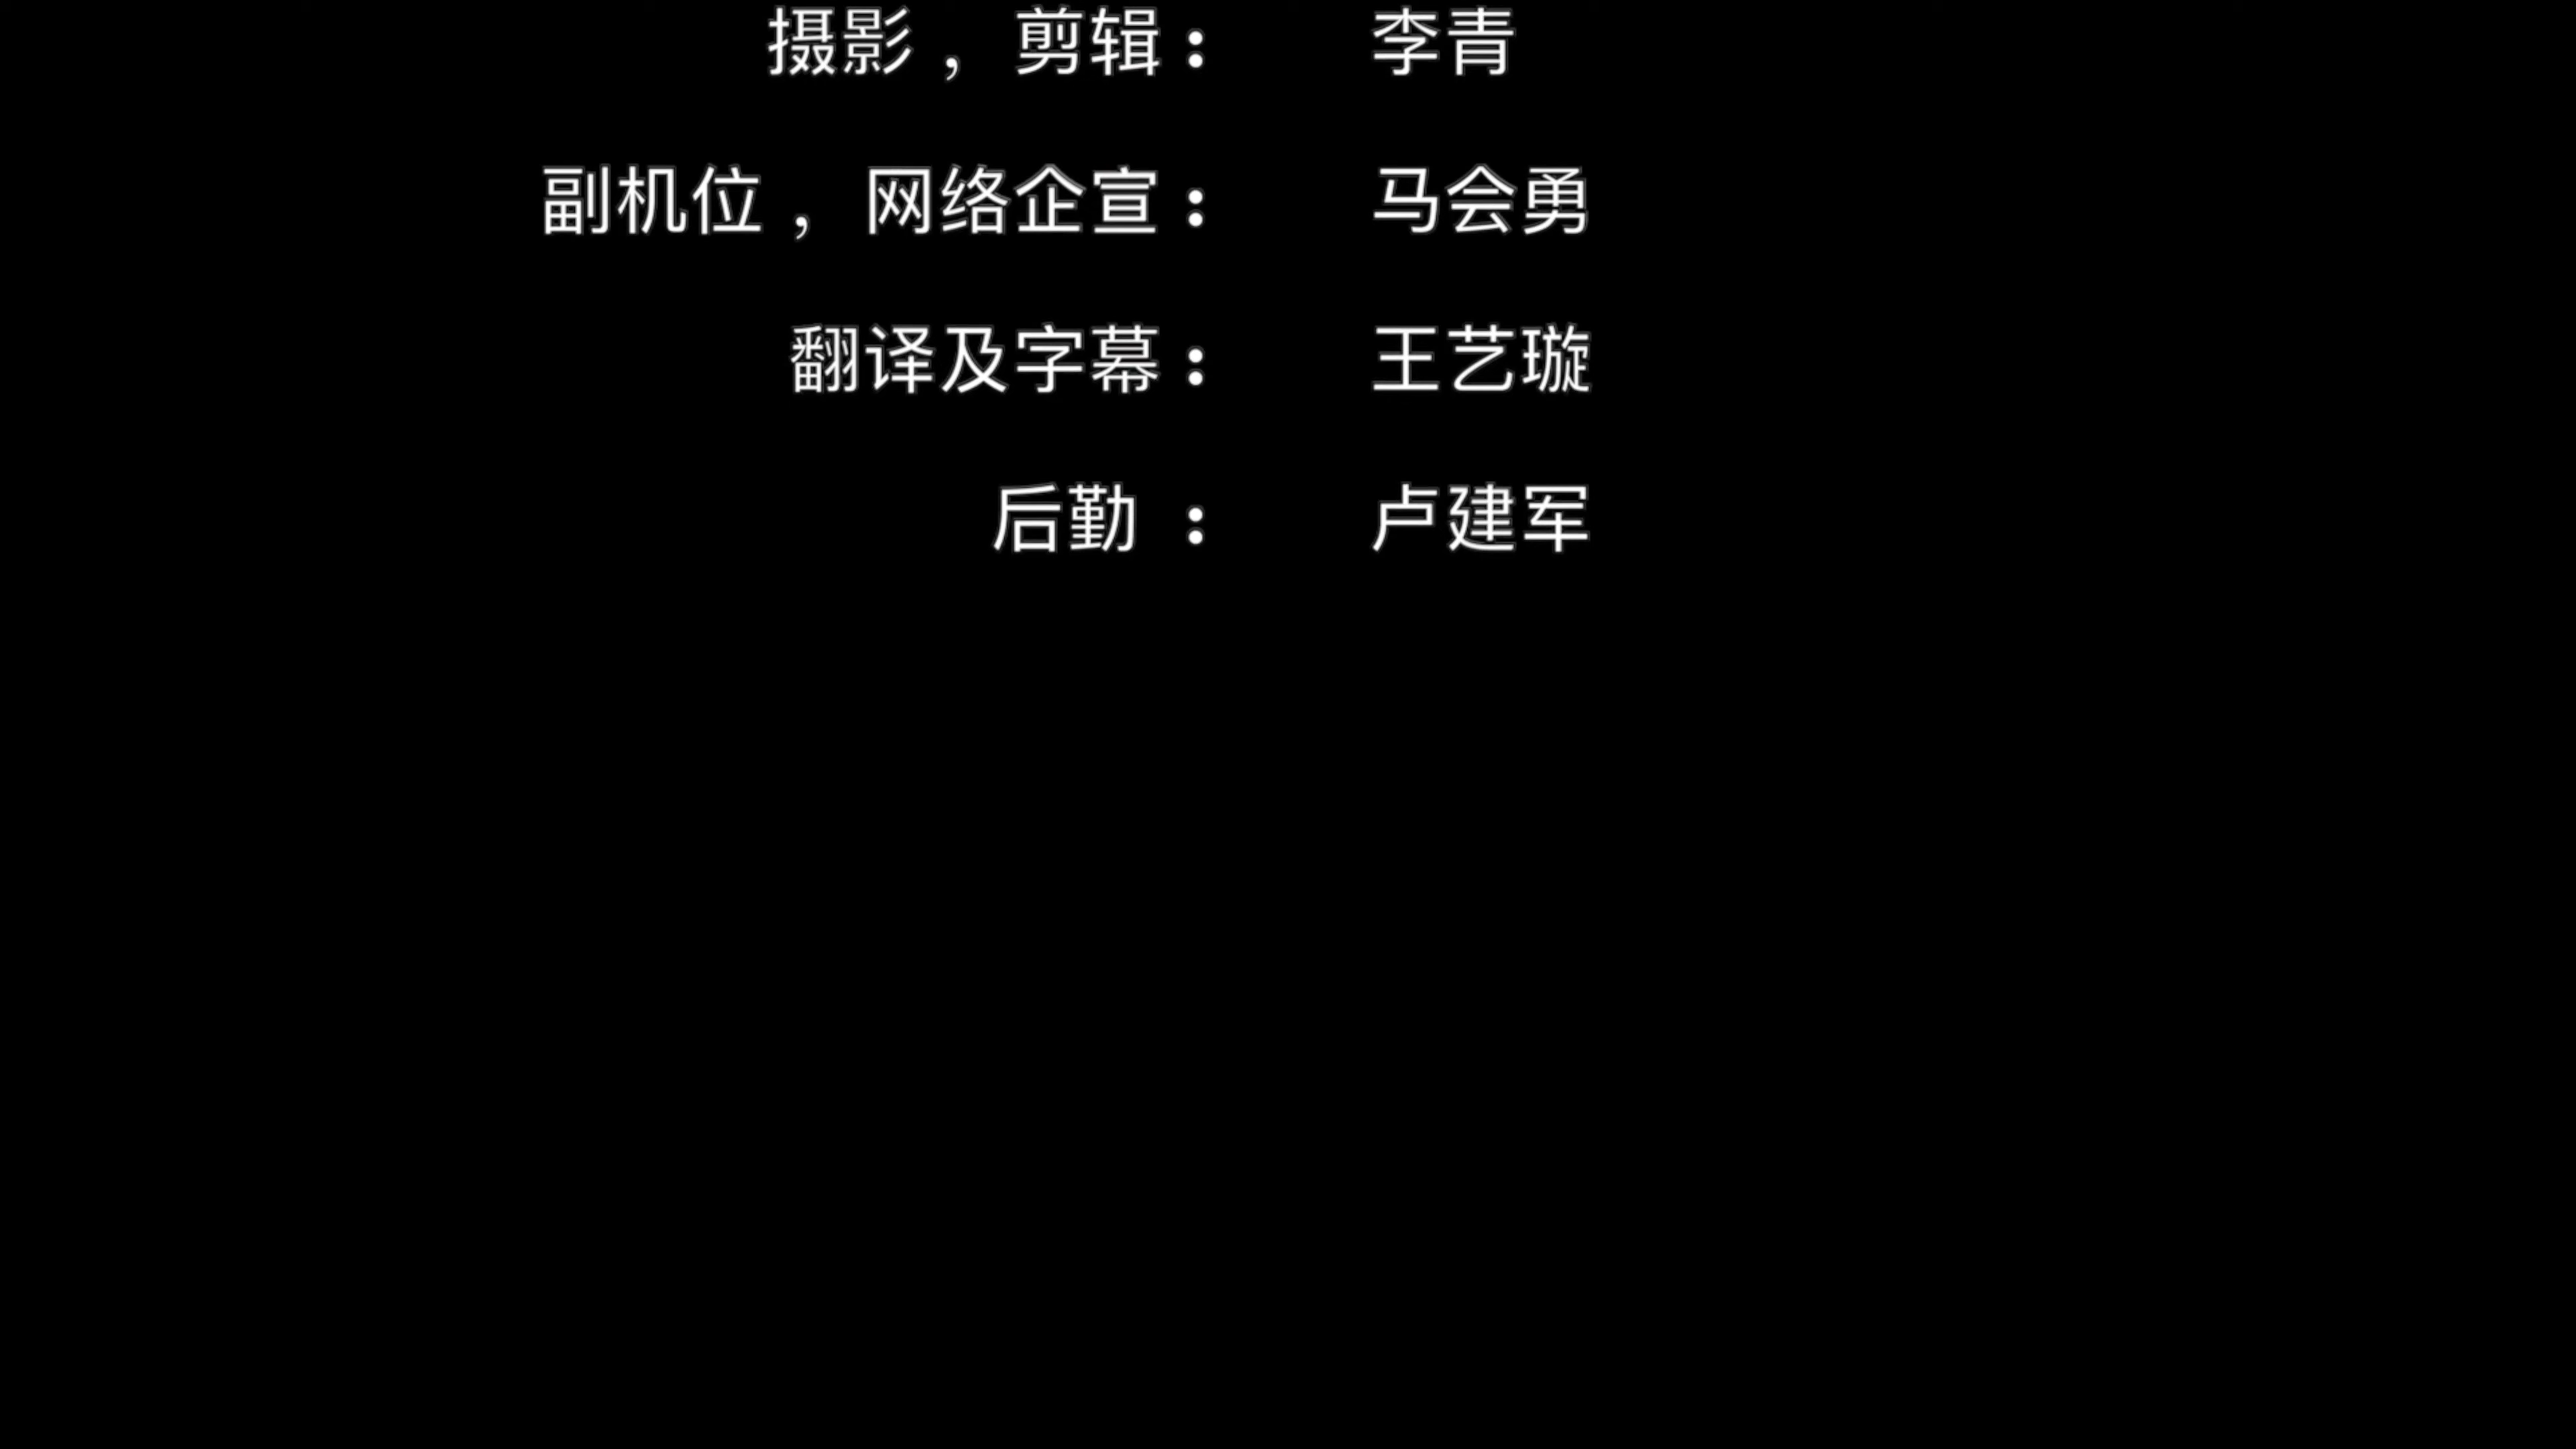 摄影， 剪辑： 李青
副机位， 网络企宣： 马会勇
翻译及字幕： 王艺璇
后勤 ： 卢建军